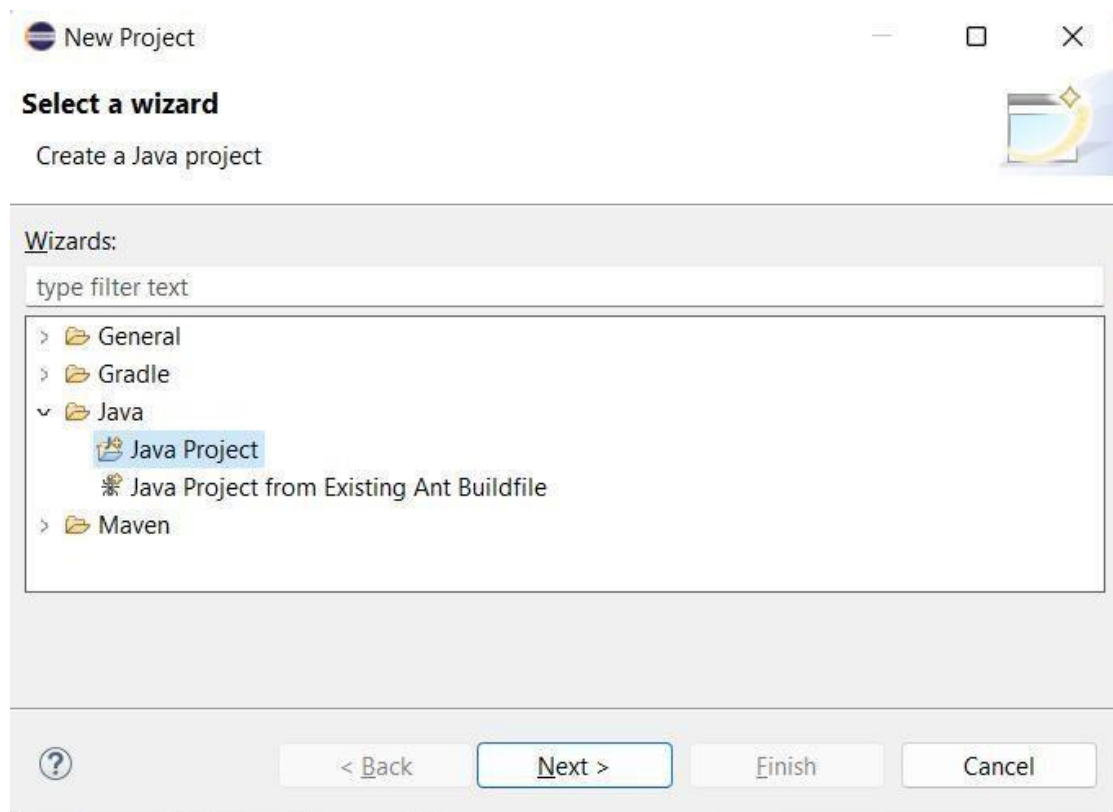 New Project
Select a wizard
Create a Java project
Wizards:
type filter text
General
Gradle
Java
Java Project
Java Project from Existing Ant Buildfile
Maven
?
< Back Next > Finish Cancel